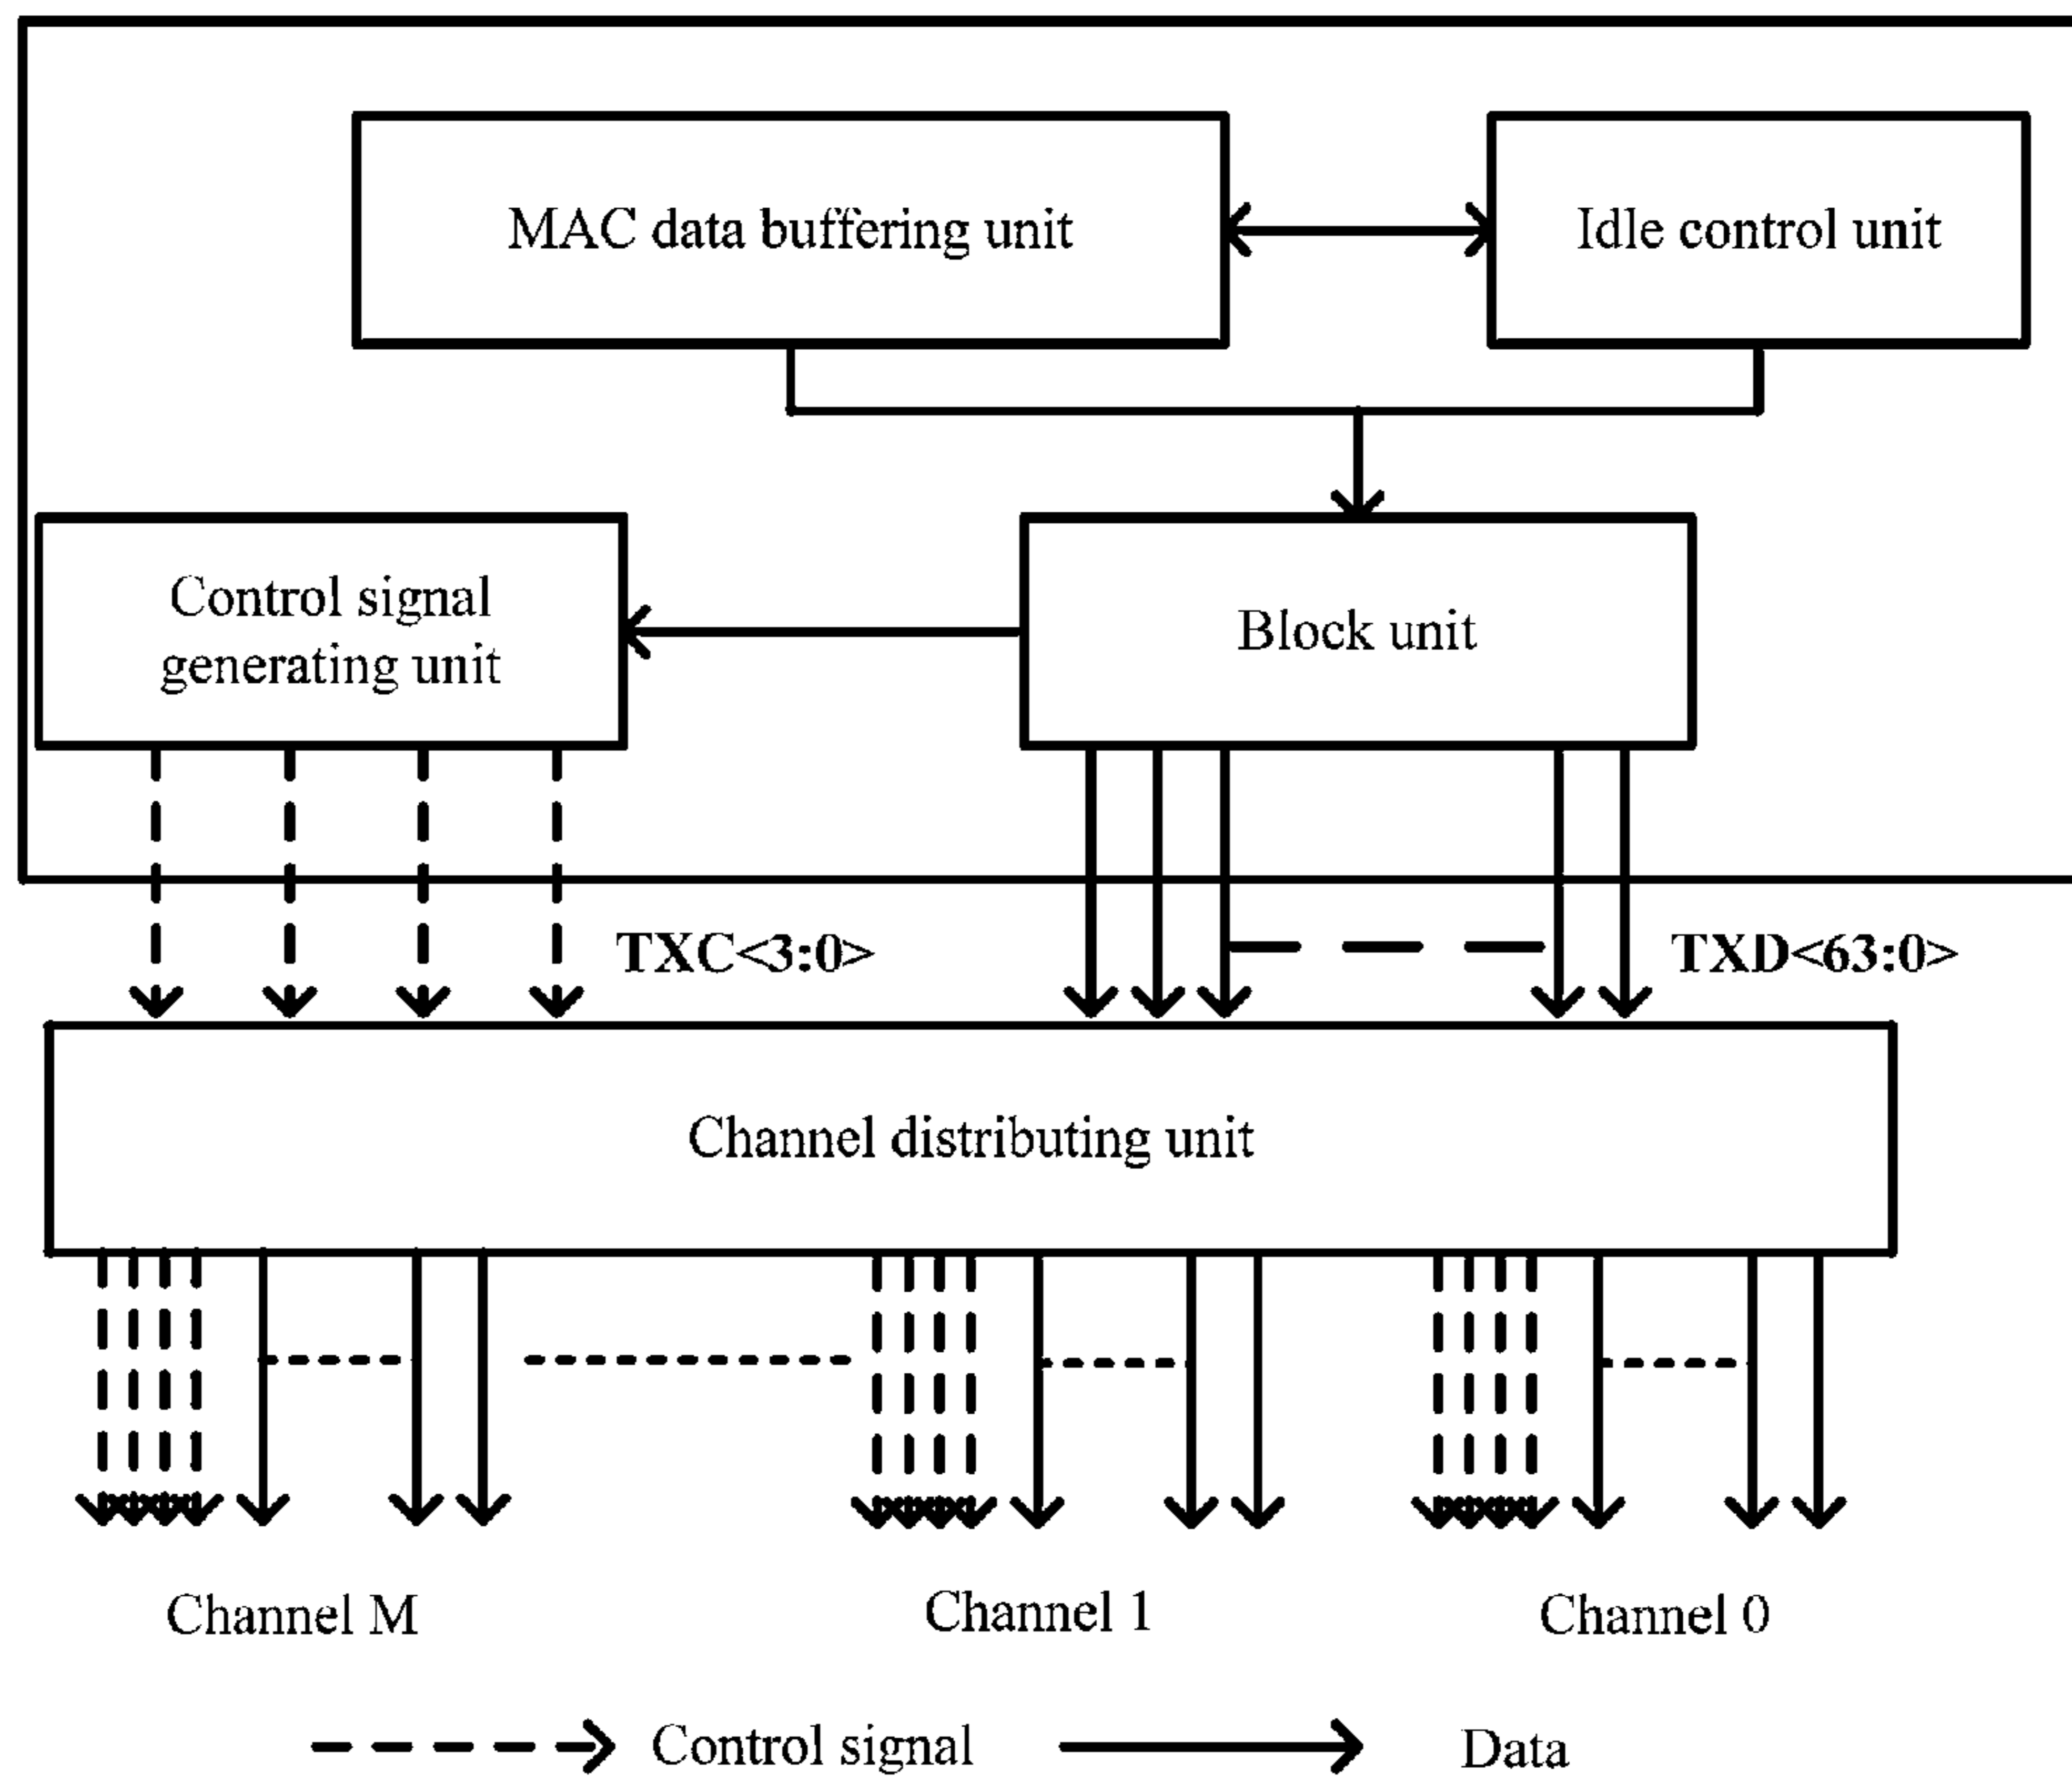 MAC data buffering unit
Idle control unit
Control signal
generating unit
Block unit
TXC<3:0>
TXD<63:0>
Channel distributing unit
Channel M
Channel 1
Channel 0
Control signal
Data